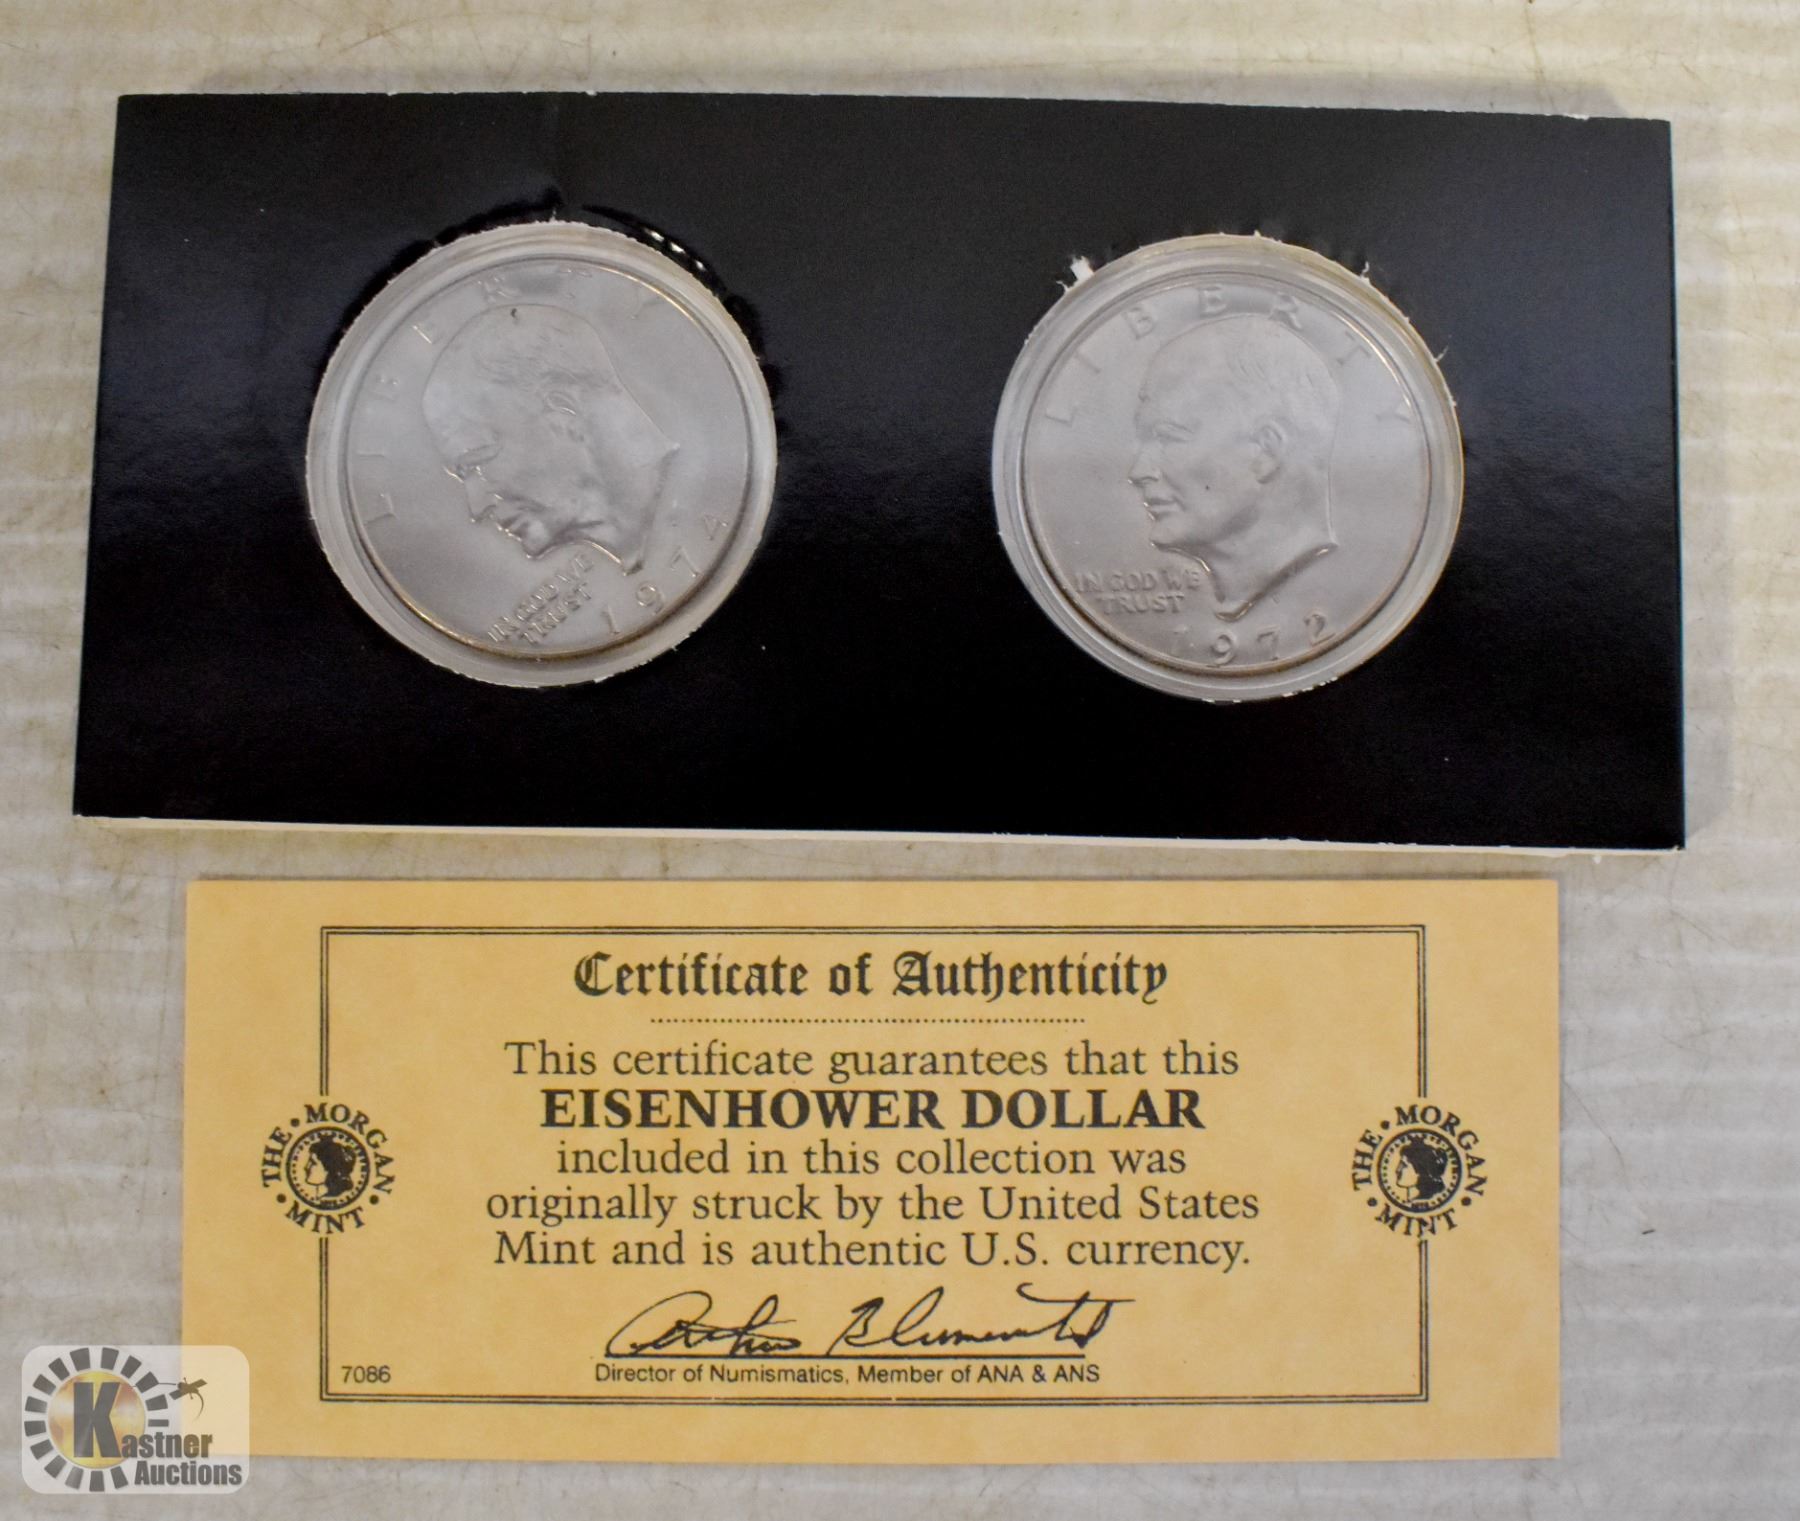 LIBERTY
IN GOD WE
TRUST
1974
LIBERTY
IN GOD WE
TRUST
1972
Certificate of Authenticity
This certificate guarantees that this
EISENHOWER DOLLAR
included in this collection was
originally struck by the United States
Mint and is authentic U.S. currency.
THE • MORGAN • MINT •
THE • MORGAN • MINT •
7086
Director of Numismatics, Member of ANA & ANS
Kastner
Auctions